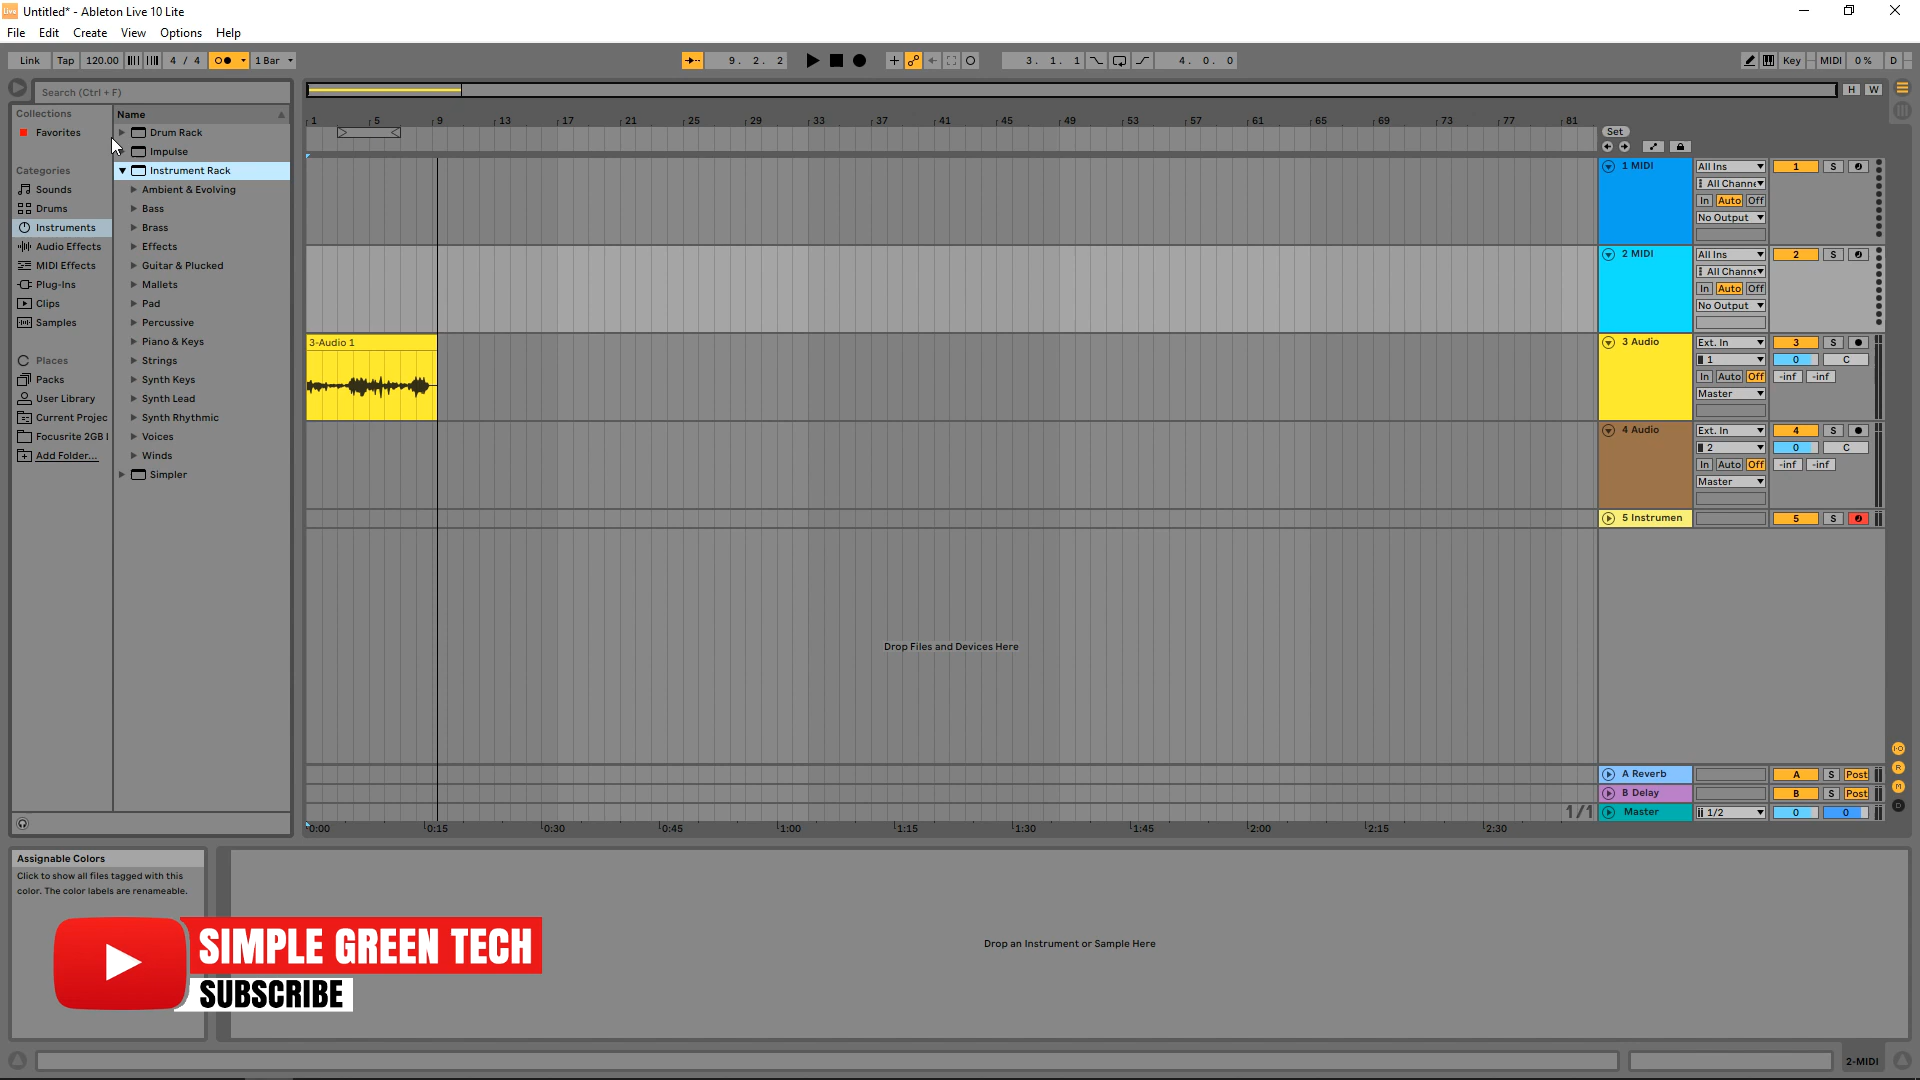 Untitled* - Ableton Live 10 Lite
File Edit Create View Options Help
Link Tap 120.00 4 / 4 1 Bar 9. 2. 2 3. 1. 1 4. 0. 0 Key MIDI 0 % D
Search (Ctrl + F)
H W
Collections
Favorites
Categories
Sounds
Drums
Instruments
Audio Effects
MIDI Effects
Plug-Ins
Clips
Samples
Places
Packs
User Library
Current Projec
Focusrite 2GB
Add Folder...
Name
Drum Rack
Impulse
Instrument Rack
Ambient & Evolving
Bass
Brass
Effects
Guitar & Plucked
Mallets
Pad
Percussive
Piano & Keys
Strings
Synth Keys
Synth Lead
Synth Rhythmic
Voices
Winds
Simpler
1 5 9 13 17 21 25 29 33 37 41 45 49 53 57 61 65 69 73 77 81
Set
1 MIDI All Ins 1 S
All Channe
In Auto Off
No Output
2 MIDI All Ins 2 S
All Channe
In Auto Off
No Output
3-Audio 1
3 Audio Ext. In 3 S
1 0 C
In Auto Off -inf -inf
Master
4 Audio Ext. In 4 S
2 0 C
In Auto Off -inf -inf
Master
5 Instrumen 5 S
Drop Files and Devices Here
A Reverb A S Post
B Delay B S Post
1/1
Master 1/2 0 0
0:00 0:15 0:30 0:45 1:00 1:15 1:30 1:45 2:00 2:15 2:30
I·O
R
M
D
Assignable Colors
Click to show all files tagged with this
color. The color labels are renameable.
SIMPLE GREEN TECH
SUBSCRIBE
Drop an Instrument or Sample Here
2-MIDI